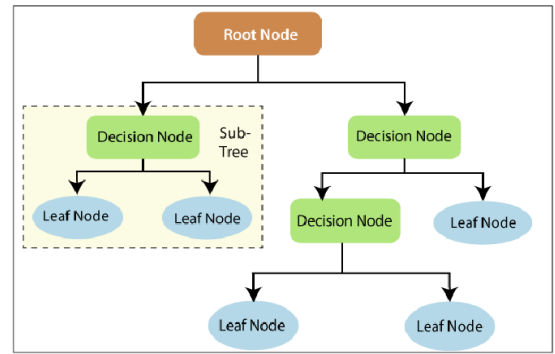 Root Node
Decision Node
Sub-
Tree
Decision Node
Leaf Node
Leaf Node
Decision Node
Leaf Node
Leaf Node
Leaf Node